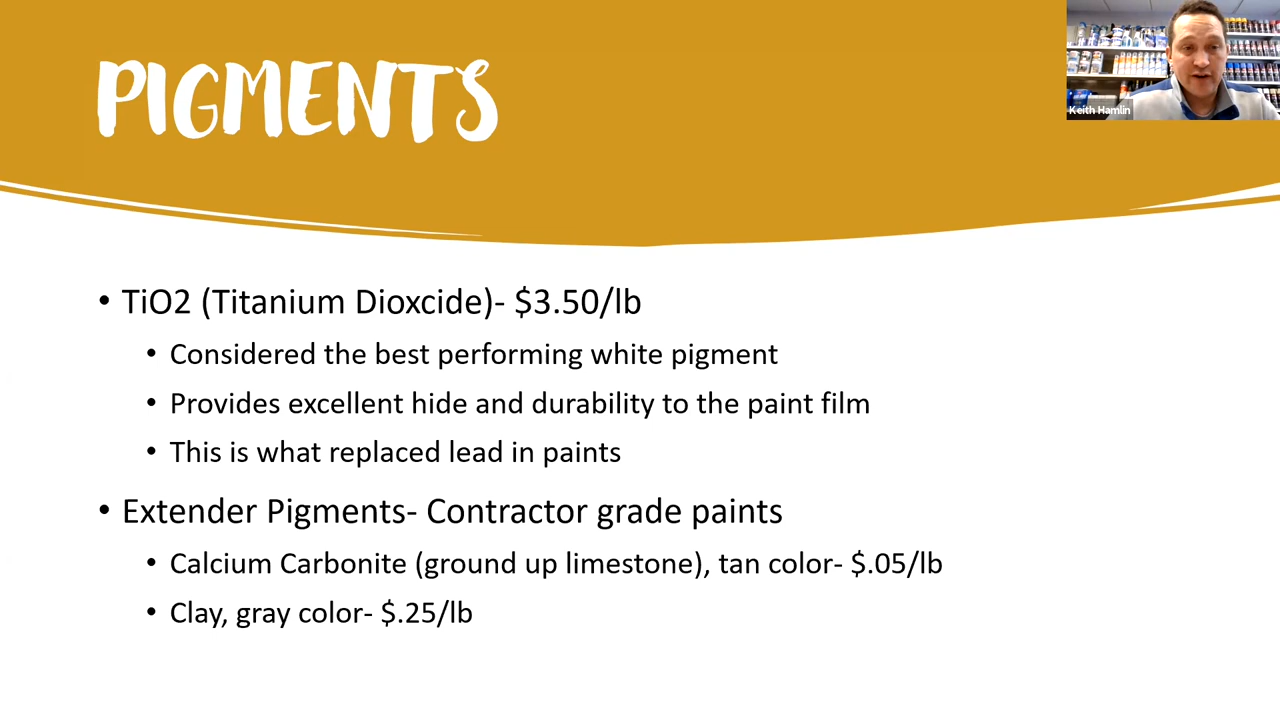 PIGMENTS
Keith Hamlin
• TiO2 (Titanium Dioxcide)- $3.50/lb
• Considered the best performing white pigment
• Provides excellent hide and durability to the paint film
• This is what replaced lead in paints
• Extender Pigments- Contractor grade paints
• Calcium Carbonite (ground up limestone), tan color- $.05/lb
• Clay, gray color- $.25/lb